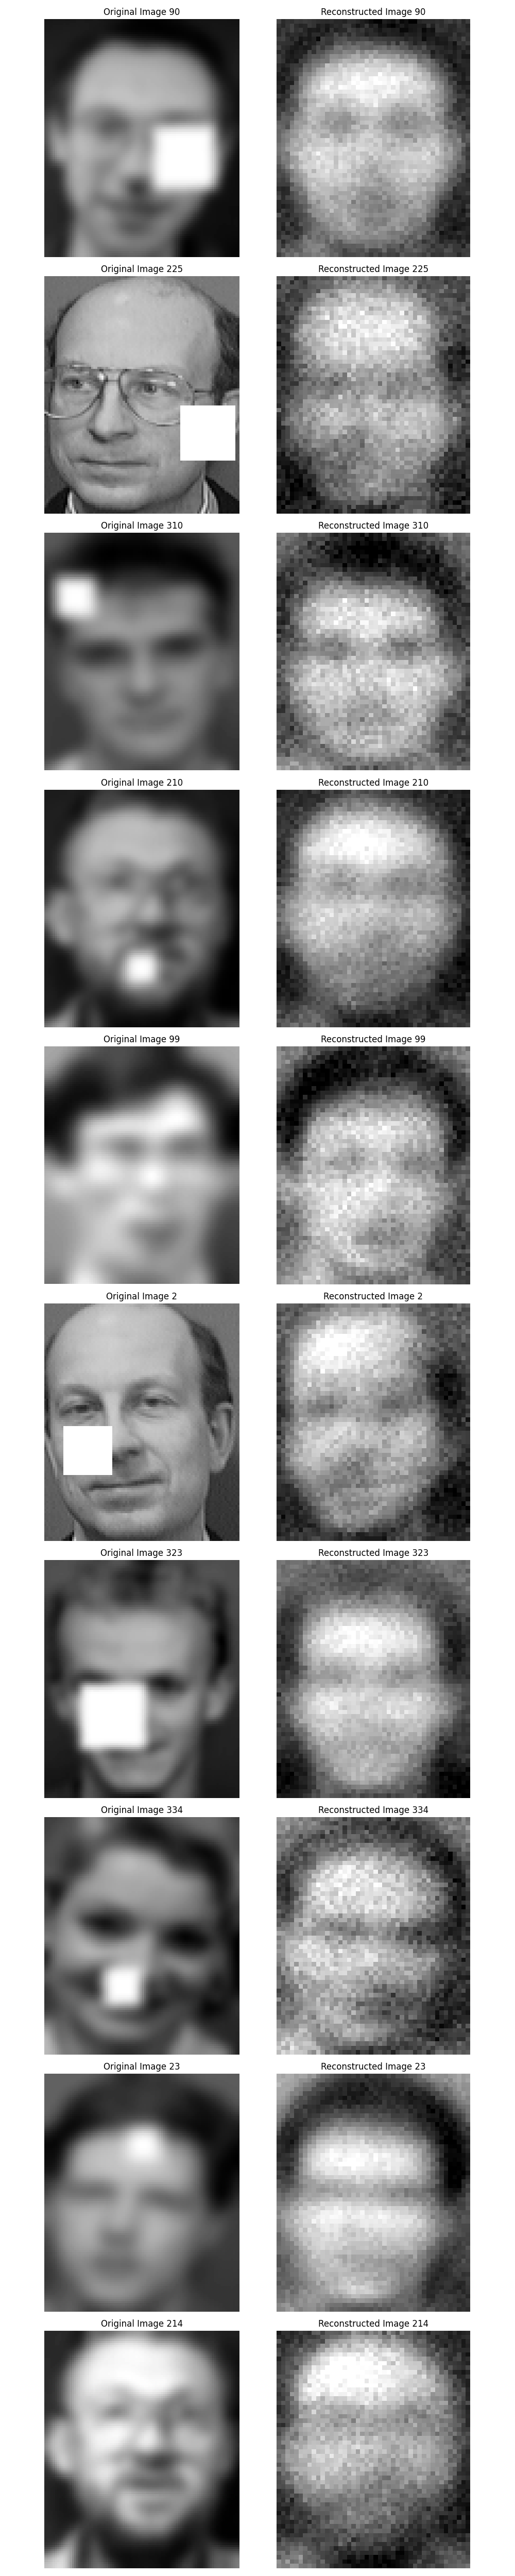 Original Image 90
Reconstructed Image 90
Original Image 225
Reconstructed Image 225
Original Image 310
Reconstructed Image 310
Original Image 210
Reconstructed Image 210
Original Image 99
Reconstructed Image 99
Original Image 2
Reconstructed Image 2
Original Image 323
Reconstructed Image 323
Original Image 334
Reconstructed Image 334
Original Image 23
Reconstructed Image 23
Original Image 214
Reconstructed Image 214